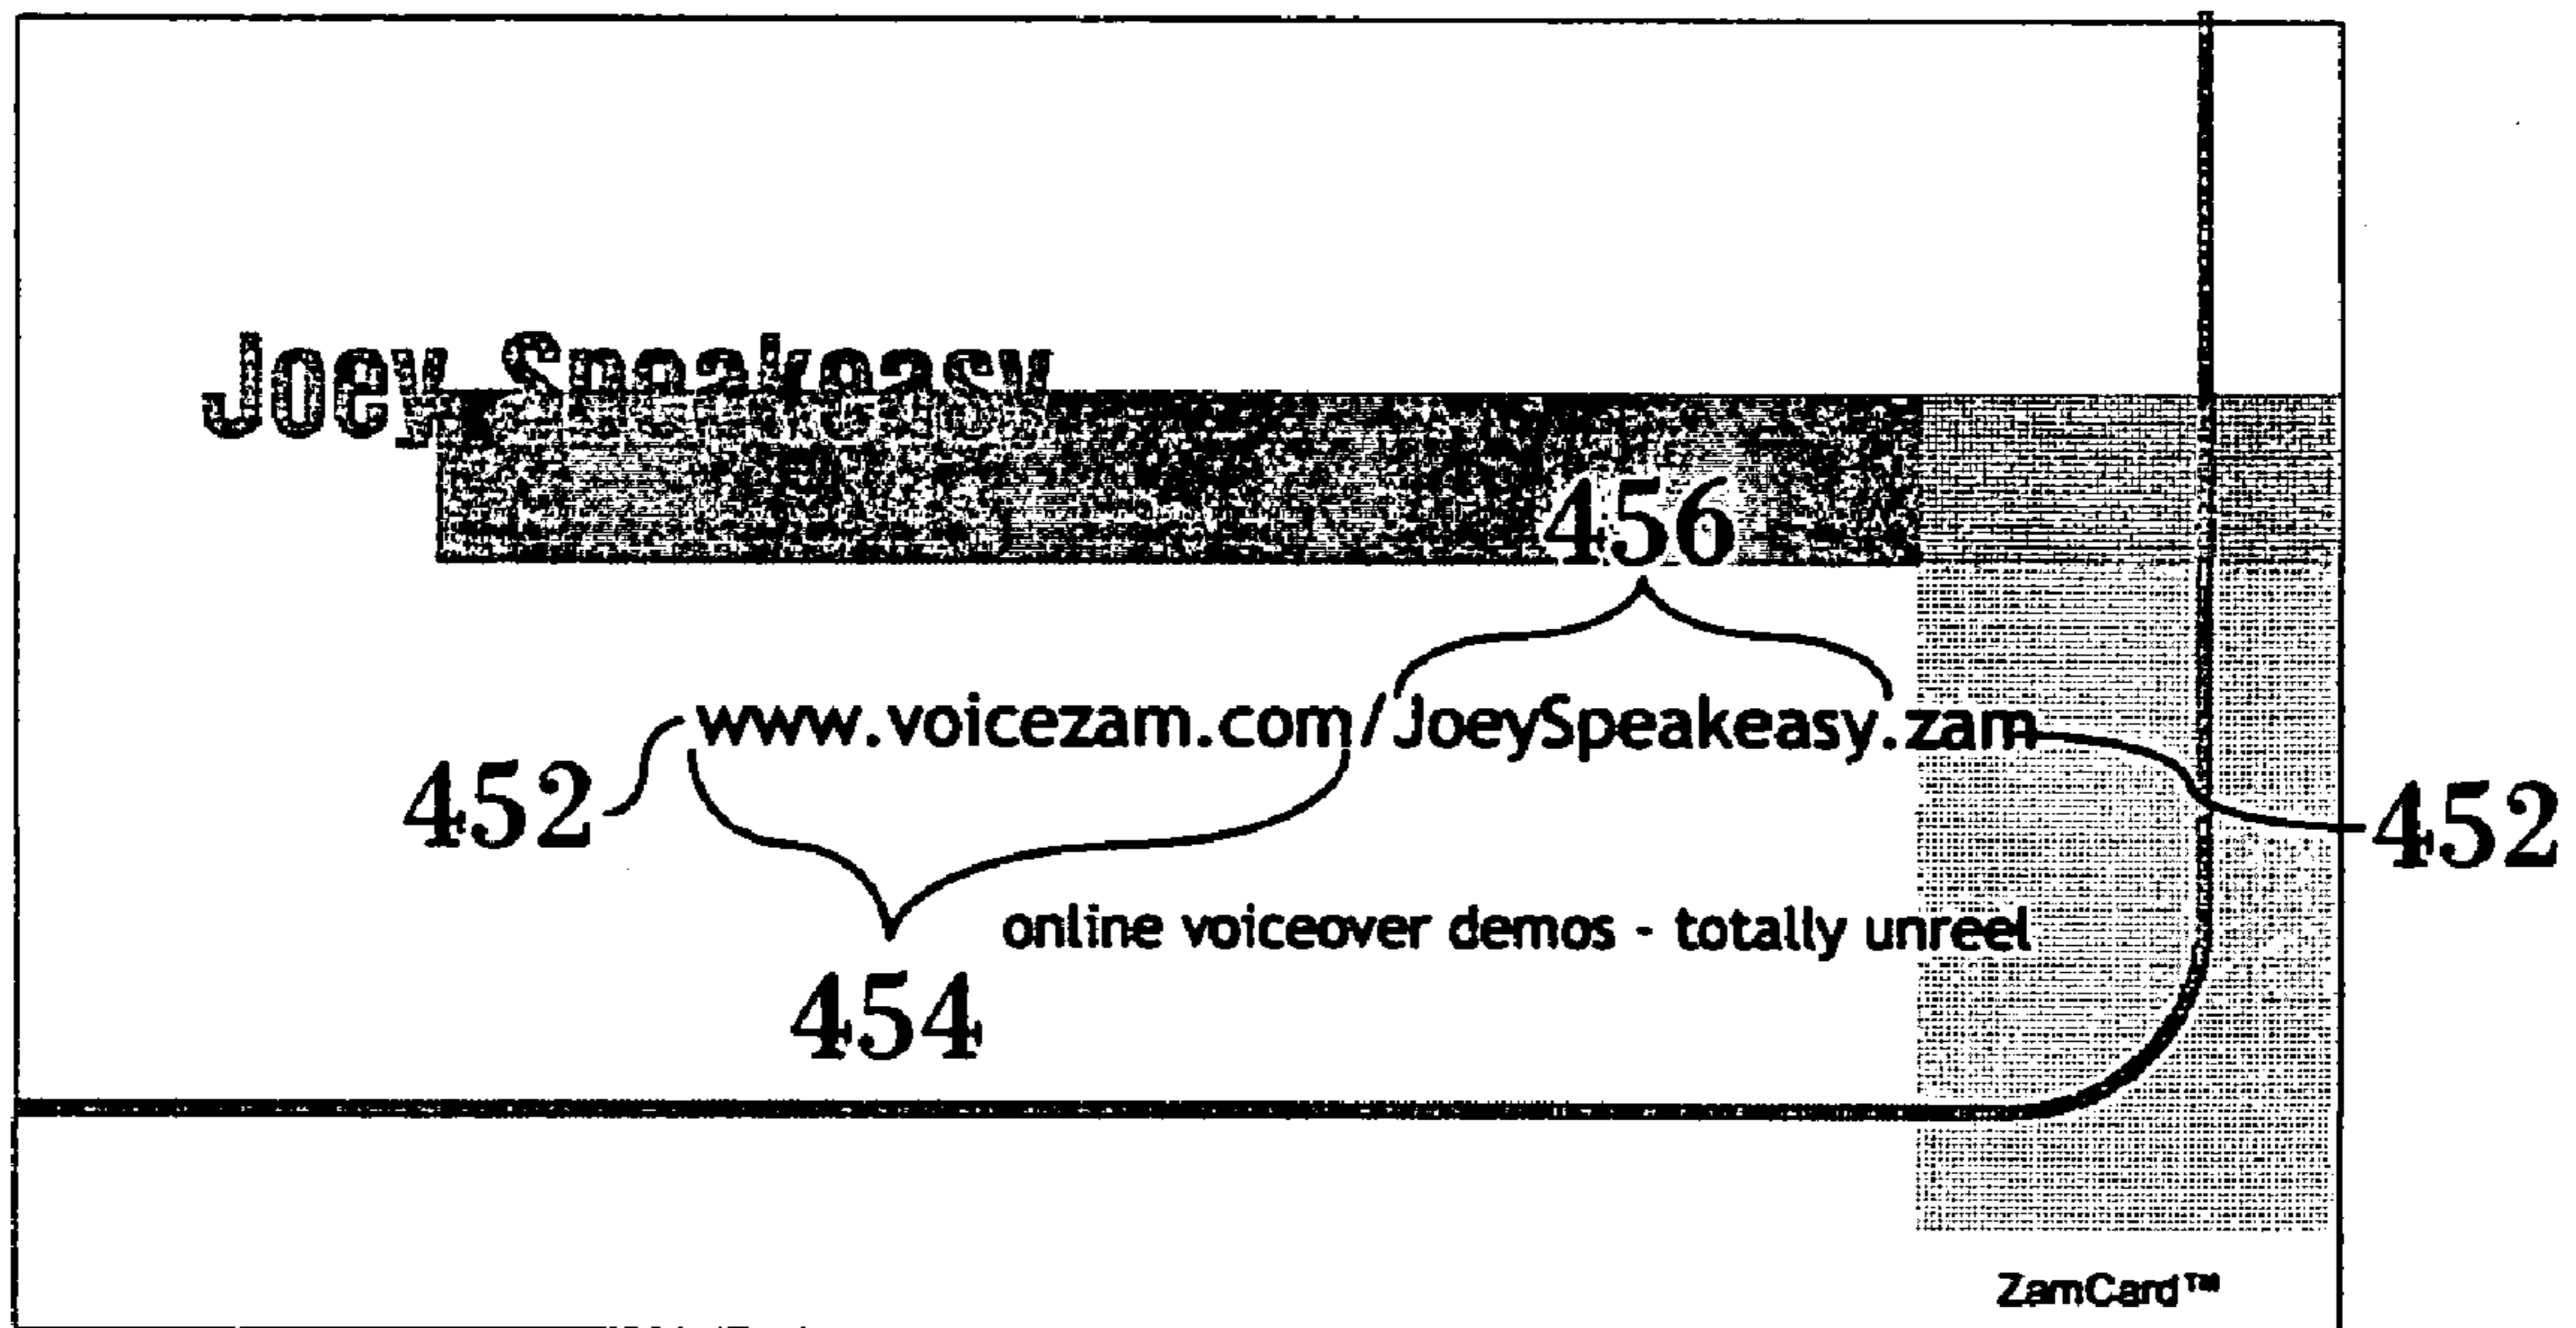 Joey Speakeasy
456
www.voicezam.com/JoeySpeakeasy.zam
452
452
online voiceover demos - totally unreel
454
ZamCard™